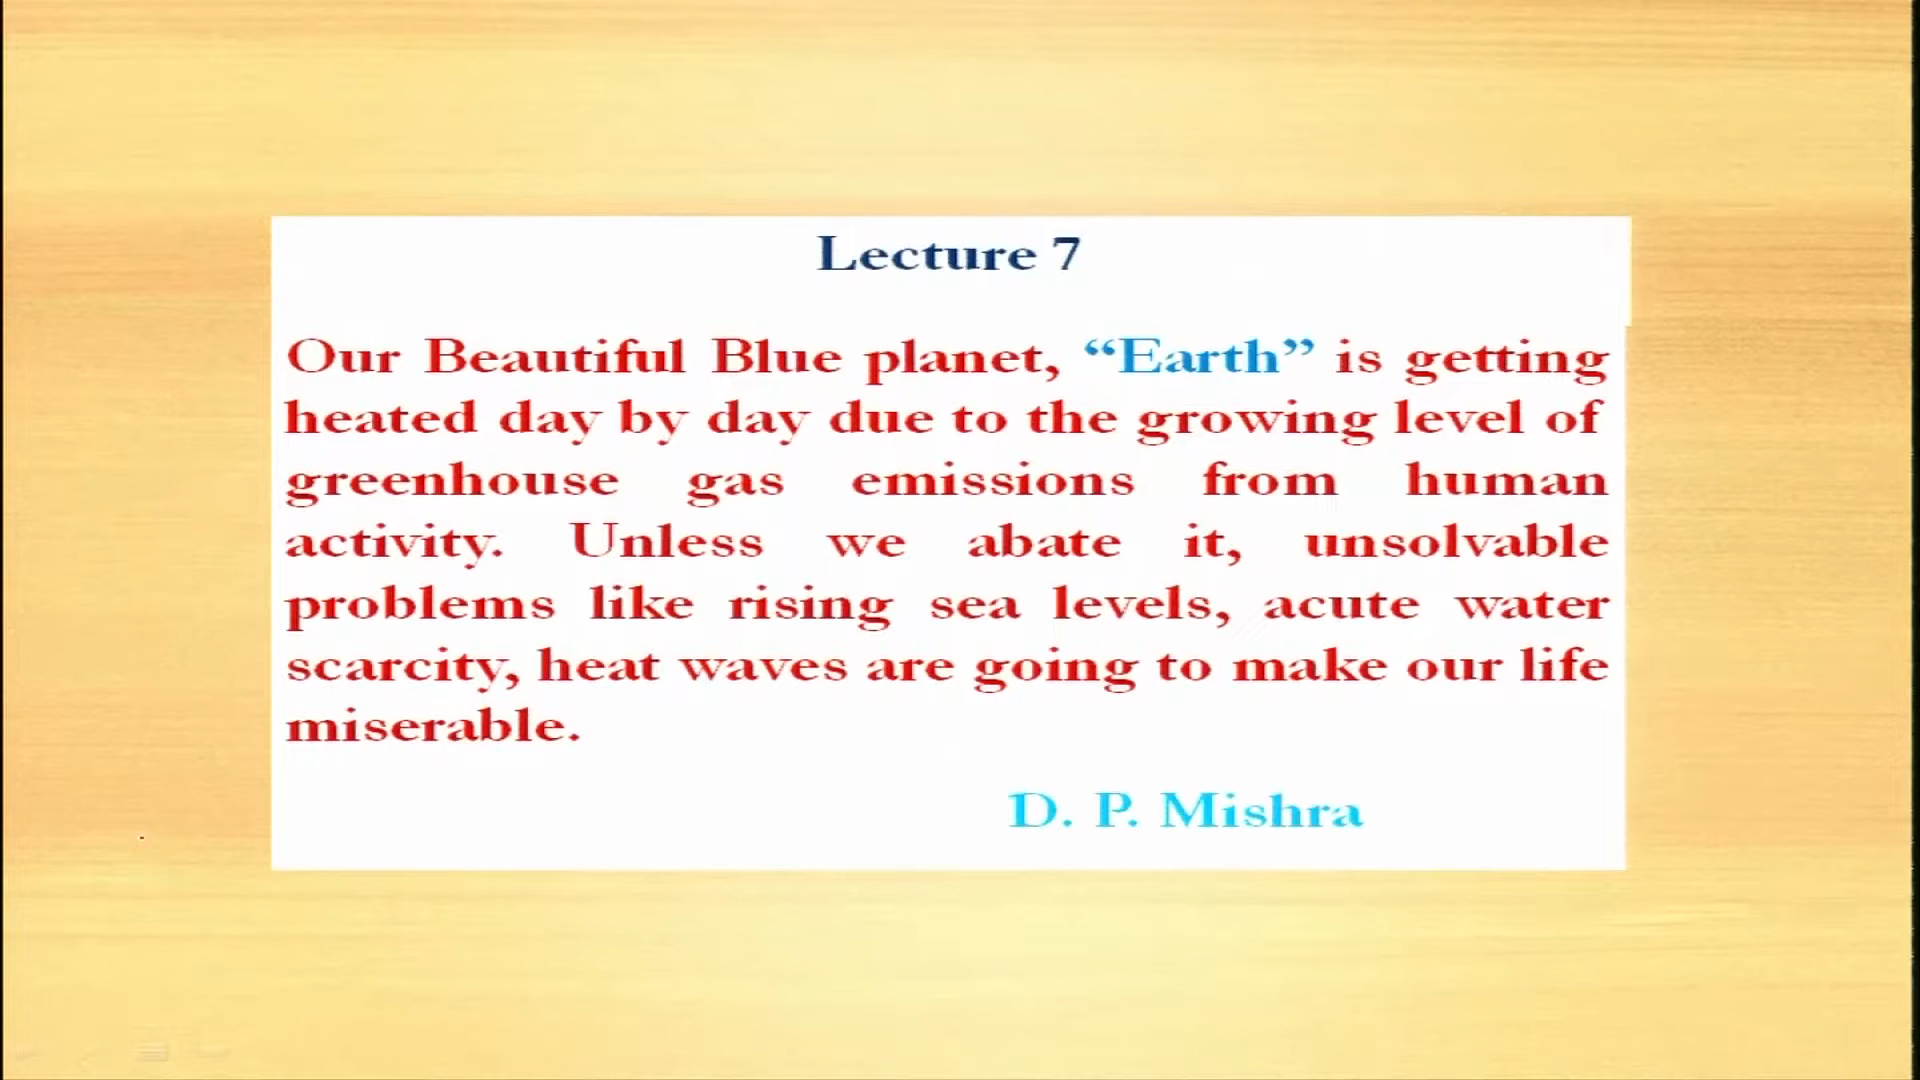 Lecture 7
Our Beautiful Blue planet, “Earth” is getting
heated day by day due to the growing level of
greenhouse gas emissions from human
activity. Unless we abate it, unsolvable
problems like rising sea levels, acute water
scarcity, heat waves are going to make our life
miserable.
D. P. Mishra